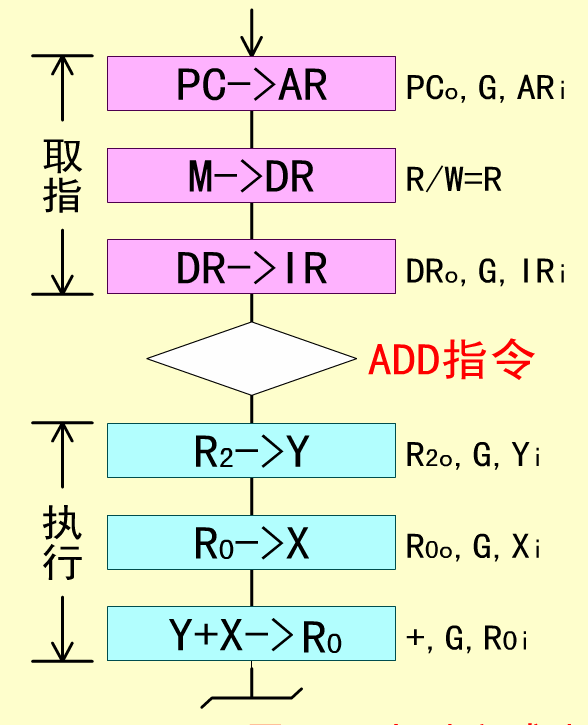 PC->AR
PCo, G, ARi
取指
M->DR
R/W=R
DR->IR
DRo, G, IRi
ADD指令
R2->Y
R2o, G, Yi
执行
R0->X
R0o, G, Xi
Y+X->R0
+, G, R0i